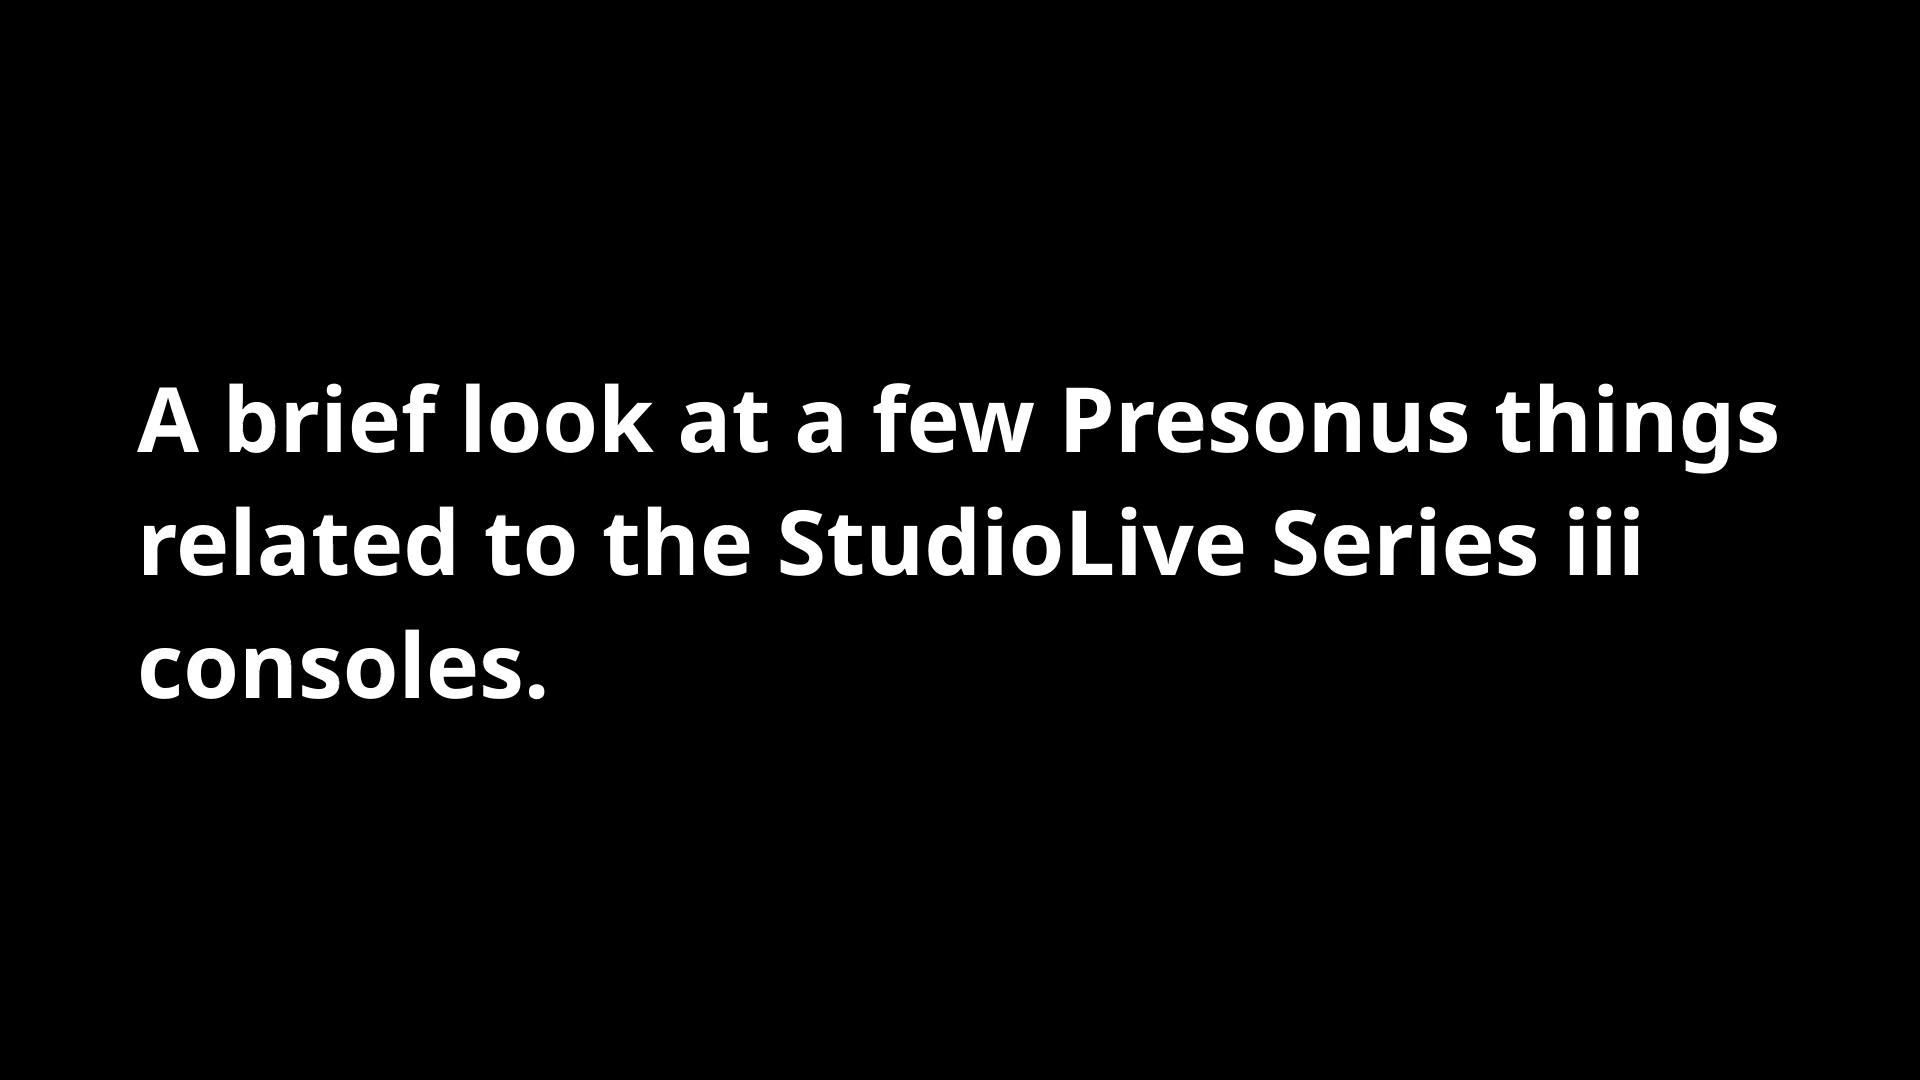 A brief look at a few Presonus things
related to the StudioLive Series iii
consoles.